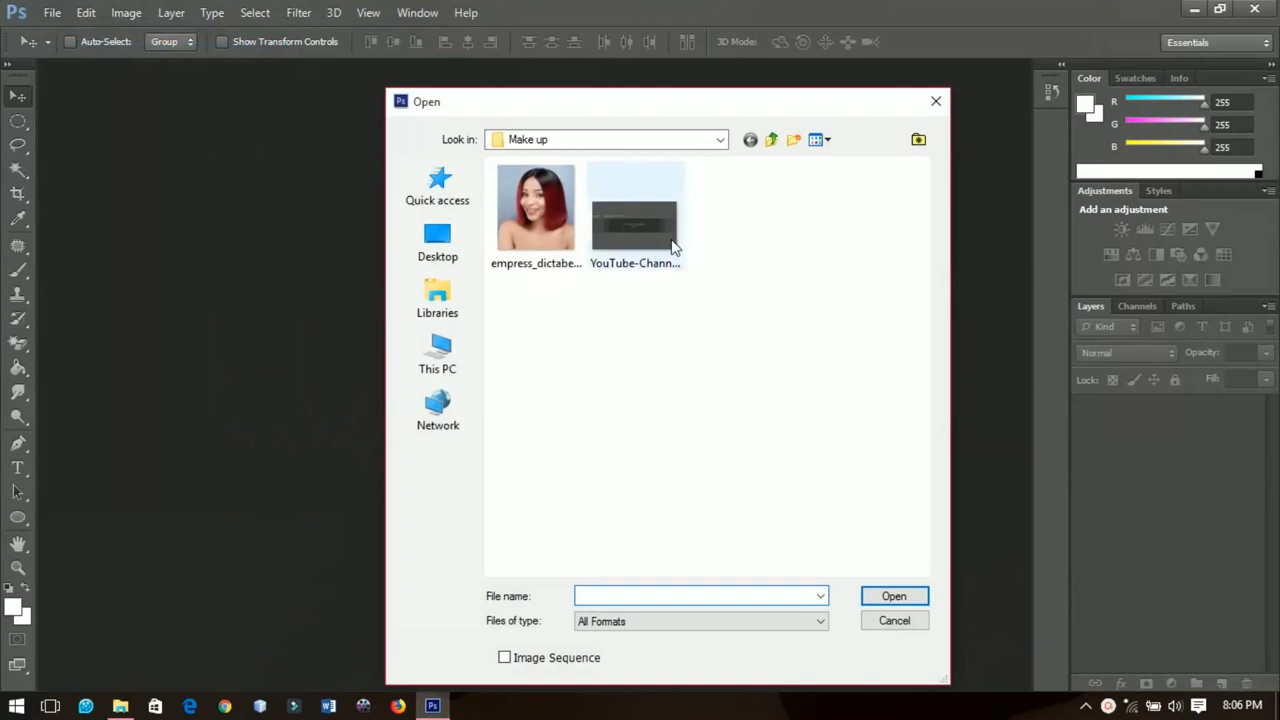 Ps File Edit Image Layer Type Select Filter 3D View Window Help
Auto-Select: Group Show Transform Controls 3D Mode: Essentials
Ps Open
Look in: Make up
Quick access
Desktop
Libraries
This PC
Network
empress_dictabe...
YouTube-Chann...
File name: Open
Files of type: All Formats Cancel
Image Sequence
Color Swatches Info
R 255
G 255
B 255
Adjustments Styles
Add an adjustment
Layers Channels Paths
Kind
Normal Opacity:
Lock: Fill:
8:06 PM